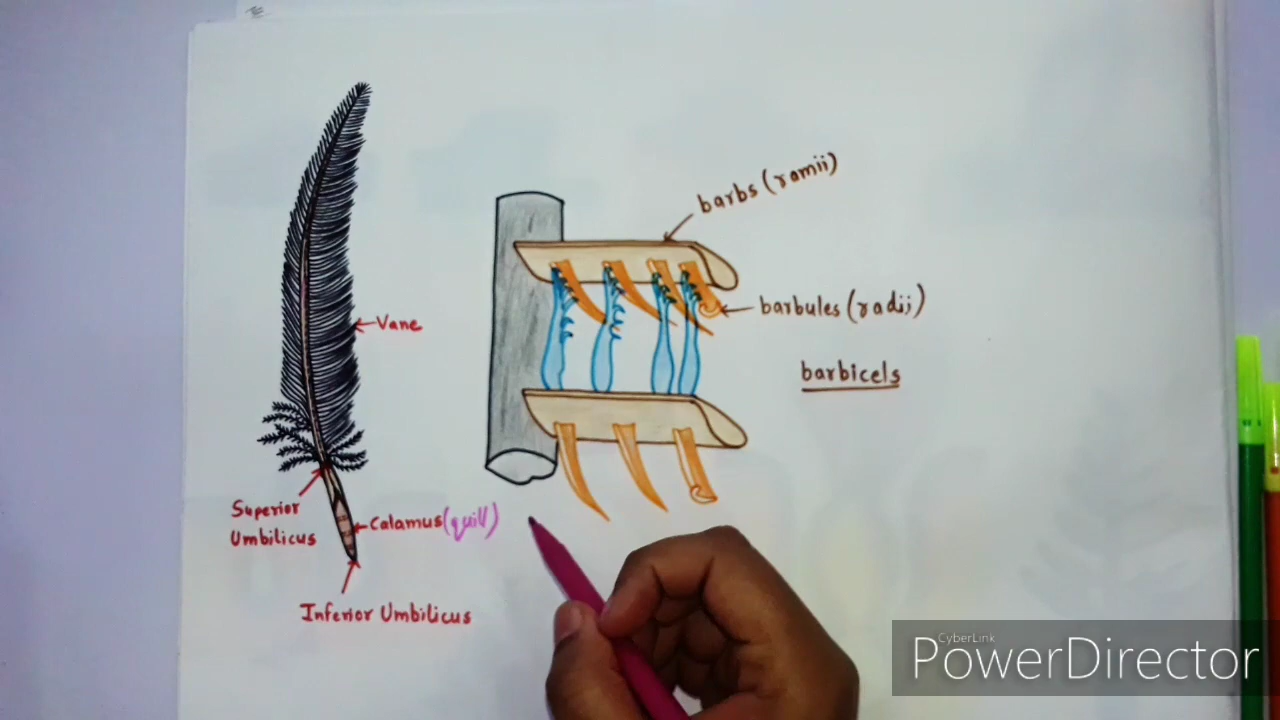 barbs (ramii)
barbules (radii)
Vane
barbicels
Superior
Umbilicus
Calamus (quill)
Inferior Umbilicus
CyberLink
PowerDirector